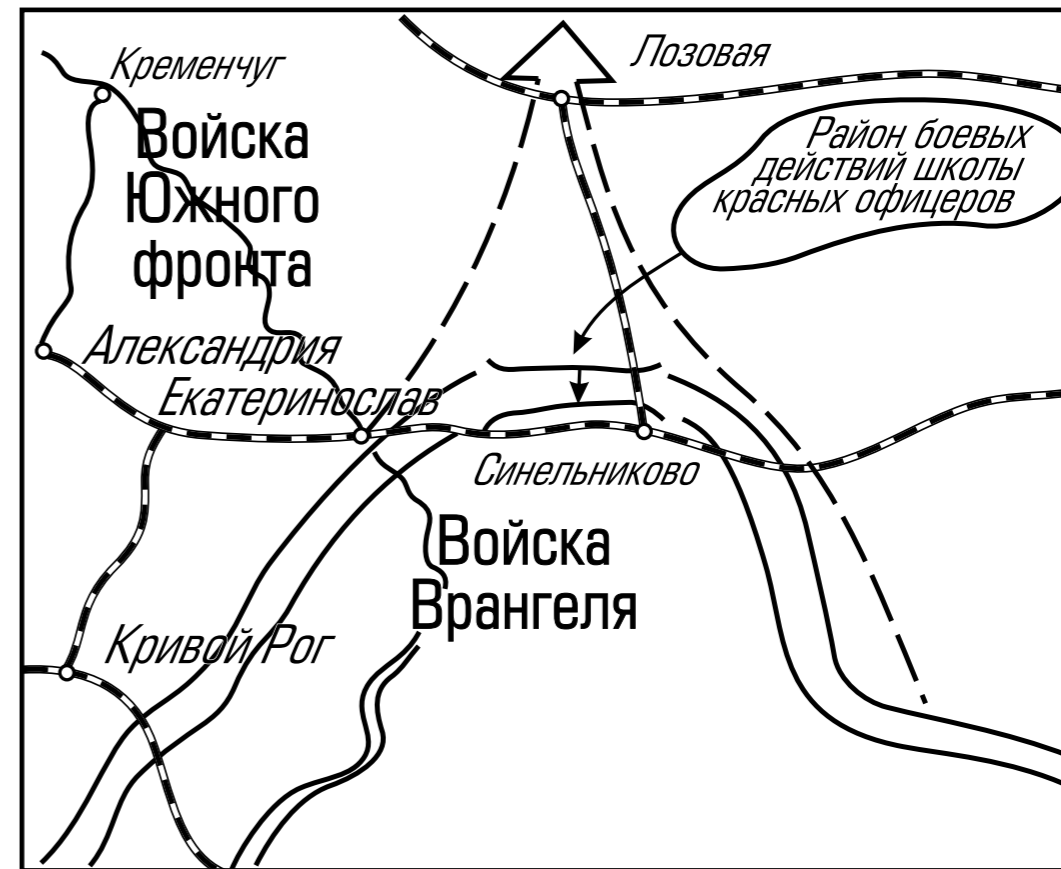 Кременчуг
Лозовая
Войска
Южного
фронта
Район боевых
действий школы
красных офицеров
Александрия
Екатеринослав
Синельниково
Войска
Врангеля
Кривой Рог